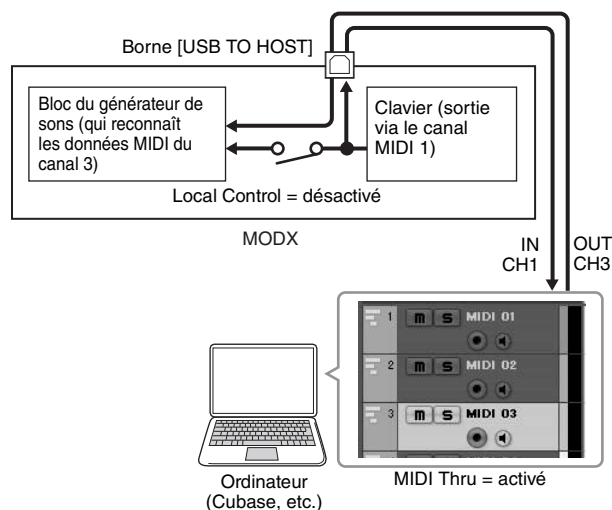 Borne [USB TO HOST]
Bloc du générateur de
sons (qui reconnaît
les données MIDI du
canal 3)
Clavier (sortie
via le canal
MIDI 1)
Local Control = désactivé
MODX
IN
CH1
OUT
CH3
1 m S MIDI 01
2 m S MIDI 02
3 m S MIDI 03
Ordinateur
(Cubase, etc.)
MIDI Thru = activé